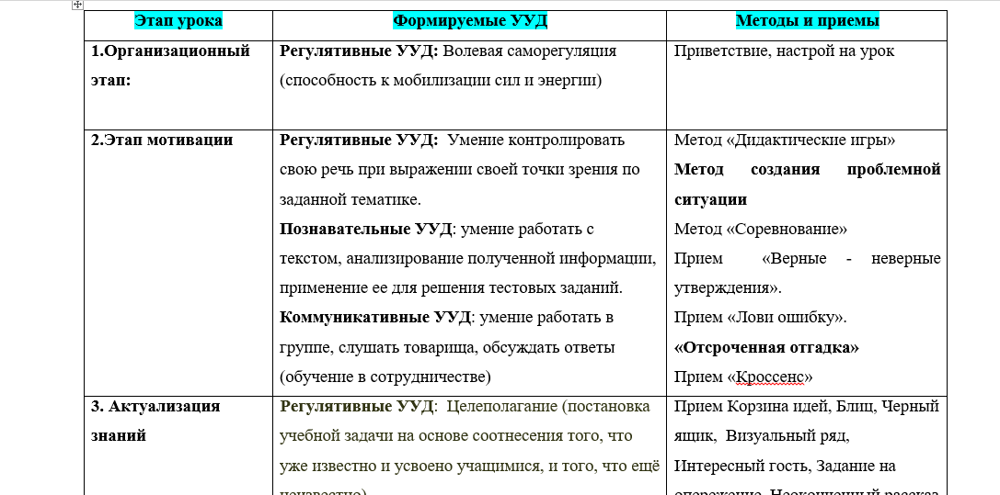 Этап урока
Формируемые УУД
Методы и приемы
1.Организационный
этап:
Регулятивные УУД: Волевая саморегуляция
(способность к мобилизации сил и энергии)
Приветствие, настрой на урок
2.Этап мотивации
Регулятивные УУД: Умение контролировать
свою речь при выражении своей точки зрения по
заданной тематике.
Познавательные УУД: умение работать с
текстом, анализирование полученной информации,
применение ее для решения тестовых заданий.
Коммуникативные УУД: умение работать в
группе, слушать товарища, обсуждать ответы
(обучение в сотрудничестве)
Метод «Дидактические игры»
Метод создания проблемной
ситуации
Метод «Соревнование»
Прием «Верные - неверные
утверждения».
Прием «Лови ошибку».
«Отсроченная отгадка»
Прием «Кроссенс»
3. Актуализация
знаний
Регулятивные УУД: Целеполагание (постановка
учебной задачи на основе соотнесения того, что
уже известно и усвоено учащимися, и того, что ещё
неизвестно)
Прием Корзина идей, Блиц, Черный
ящик, Визуальный ряд,
Интересный гость, Задание на
опережение, Неоконченный рассказ